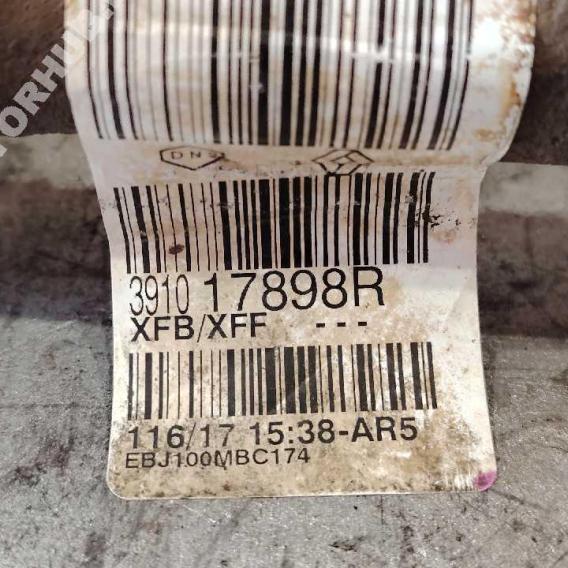 DN
3910 17898R
XFB/XFF ---
116/17 15:38-AR5
EBJ100MBC174